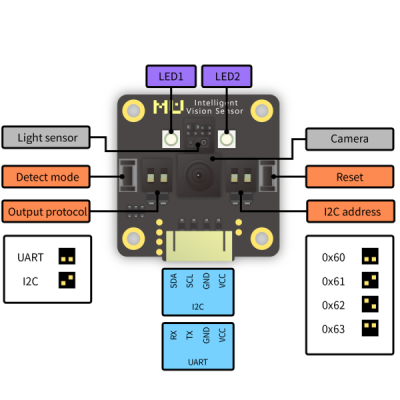 LED1
LED2
MU
Intelligent
Vision Sensor
Light sensor
Camera
Detect mode
Reset
Output protocol
I2C address
UART
I2C
SDA
SCL
GND
VCC
I2C
RX
TX
GND
VCC
UART
0x60
0x61
0x62
0x63